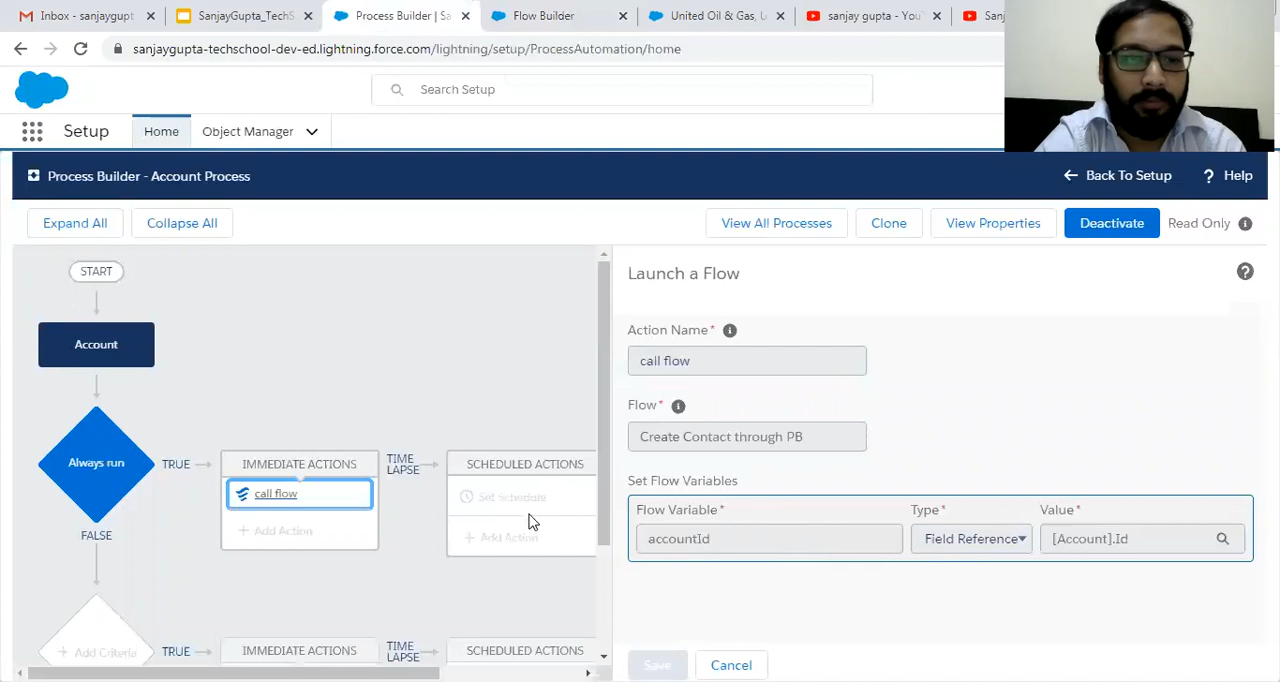 Inbox - sanjaygupt
SanjayGupta_TechS
Process Builder | Sa
Flow Builder
United Oil & Gas, U
sanjay gupta - YouT
San
sanjaygupta-techschool-dev-ed.lightning.force.com/lightning/setup/ProcessAutomation/home
Search Setup
Setup
Home
Object Manager
Process Builder - Account Process
Back To Setup
? Help
Expand All
Collapse All
View All Processes
Clone
View Properties
Deactivate
Read Only
START
Launch a Flow
Action Name*
Account
call flow
Flow*
Create Contact through PB
Always run
TRUE
IMMEDIATE ACTIONS
TIME LAPSE
SCHEDULED ACTIONS
call flow
Set Schedule
Set Flow Variables
Flow Variable*
Type*
Value*
+ Add Action
+ Add Action
accountId
Field Reference
[Account].Id
FALSE
+ Add Criteria
TRUE
IMMEDIATE ACTIONS
TIME LAPSE
SCHEDULED ACTIONS
Save
Cancel